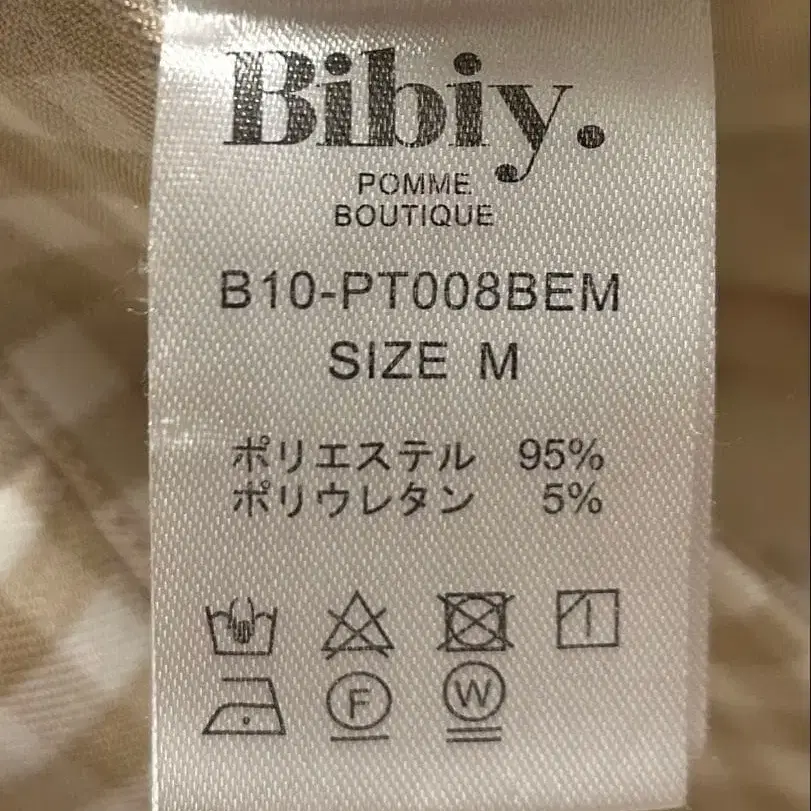 Bibiy.
POMME
BOUTIQUE
B10-PT008BEM
SIZE M
ポリエステル 95%
ポリウレタン 5%
F W